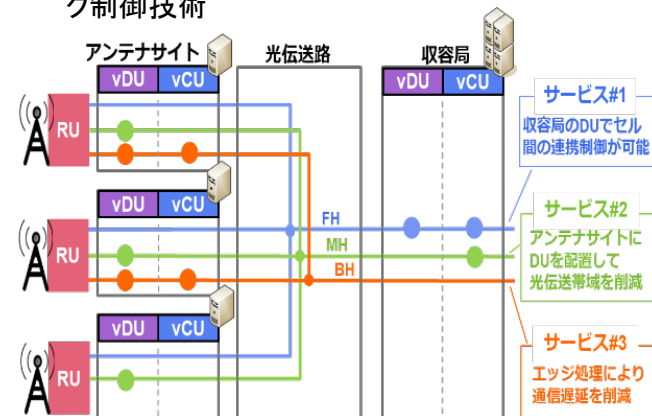 ク制御技術
アンテナサイト
光伝送路
収容局
vDU vCU
vDU vCU
サービス#1
収容局のDUでセル
間の連携制御が可能
RU
vDU vCU
サービス#2
アンテナサイトに
DUを配置して
光伝送帯域を削減
RU
FH
MH
BH
vDU vCU
サービス#3
エッジ処理により
通信遅延を削減
RU